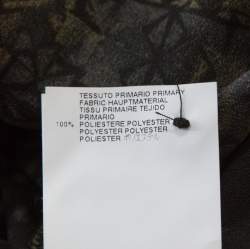 TESSUTO PRIMARIO PRIMARY
FABRIC HAUPTMATERIAL
TISSU PRIMAIRE TEJIDO
PRIMARIO
100% POLIESTERE POLYESTER
POLYESTER POLYESTER
POLIESTER